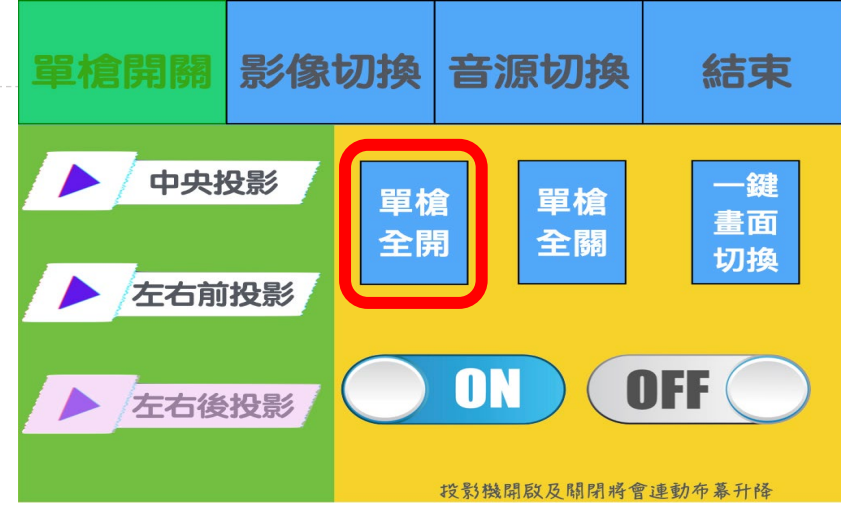 單槍開關 影像切換 音源切換 結束
中央投影
左右前投影
左右後投影
單槍
全開
單槍
全關
一鍵
畫面
切換
ON OFF
投影機開啟及關閉將會連動布幕升降